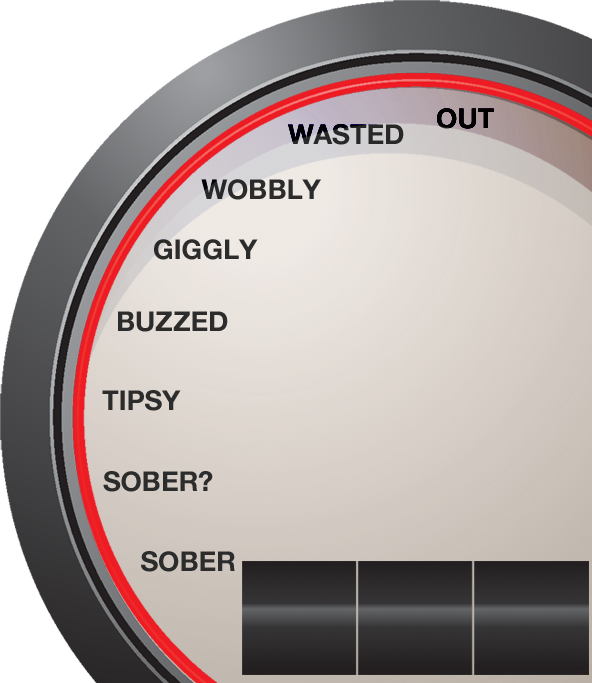 OUT
WASTED
WOBBLY
GIGGLY
BUZZED
TIPSY
SOBER?
SOBER